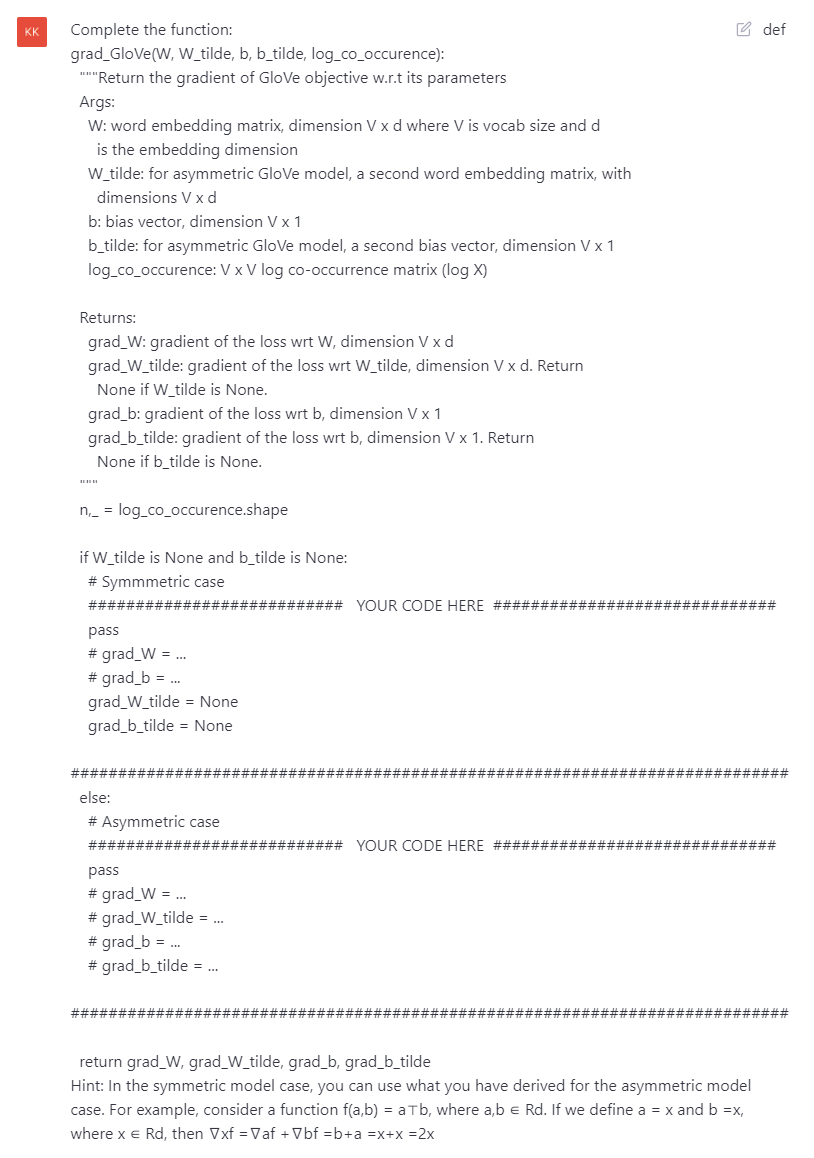 KK
Complete the function:
def
grad_GloVe(W, W_tilde, b, b_tilde, log_co_occurence):
"""Return the gradient of GloVe objective w.r.t its parameters
Args:
W: word embedding matrix, dimension V x d where V is vocab size and d
is the embedding dimension
W_tilde: for asymmetric GloVe model, a second word embedding matrix, with
dimensions V x d
b: bias vector, dimension V x 1
b_tilde: for asymmetric GloVe model, a second bias vector, dimension V x 1
log_co_occurence: V x V log co-occurrence matrix (log X)
Returns:
grad_W: gradient of the loss wrt W, dimension V x d
grad_W_tilde: gradient of the loss wrt W_tilde, dimension V x d. Return
None if W_tilde is None.
grad_b: gradient of the loss wrt b, dimension V x 1
grad_b_tilde: gradient of the loss wrt b, dimension V x 1. Return
None if b_tilde is None.
"""
n,_ = log_co_occurence.shape
if W_tilde is None and b_tilde is None:
# Symmmetric case
########################### YOUR CODE HERE ##############################
pass
# grad_W = ...
# grad_b = ...
grad_W_tilde = None
grad_b_tilde = None
############################################################################
else:
# Asymmetric case
########################### YOUR CODE HERE ##############################
pass
# grad_W = ...
# grad_W_tilde = ...
# grad_b = ...
# grad_b_tilde = ...
############################################################################
return grad_W, grad_W_tilde, grad_b, grad_b_tilde
Hint: In the symmetric model case, you can use what you have derived for the asymmetric model
case. For example, consider a function f(a,b) = a⊤b, where a,b ∈ Rd. If we define a = x and b =x,
where x ∈ Rd, then ∇xf =∇af +∇bf =b+a =x+x =2x